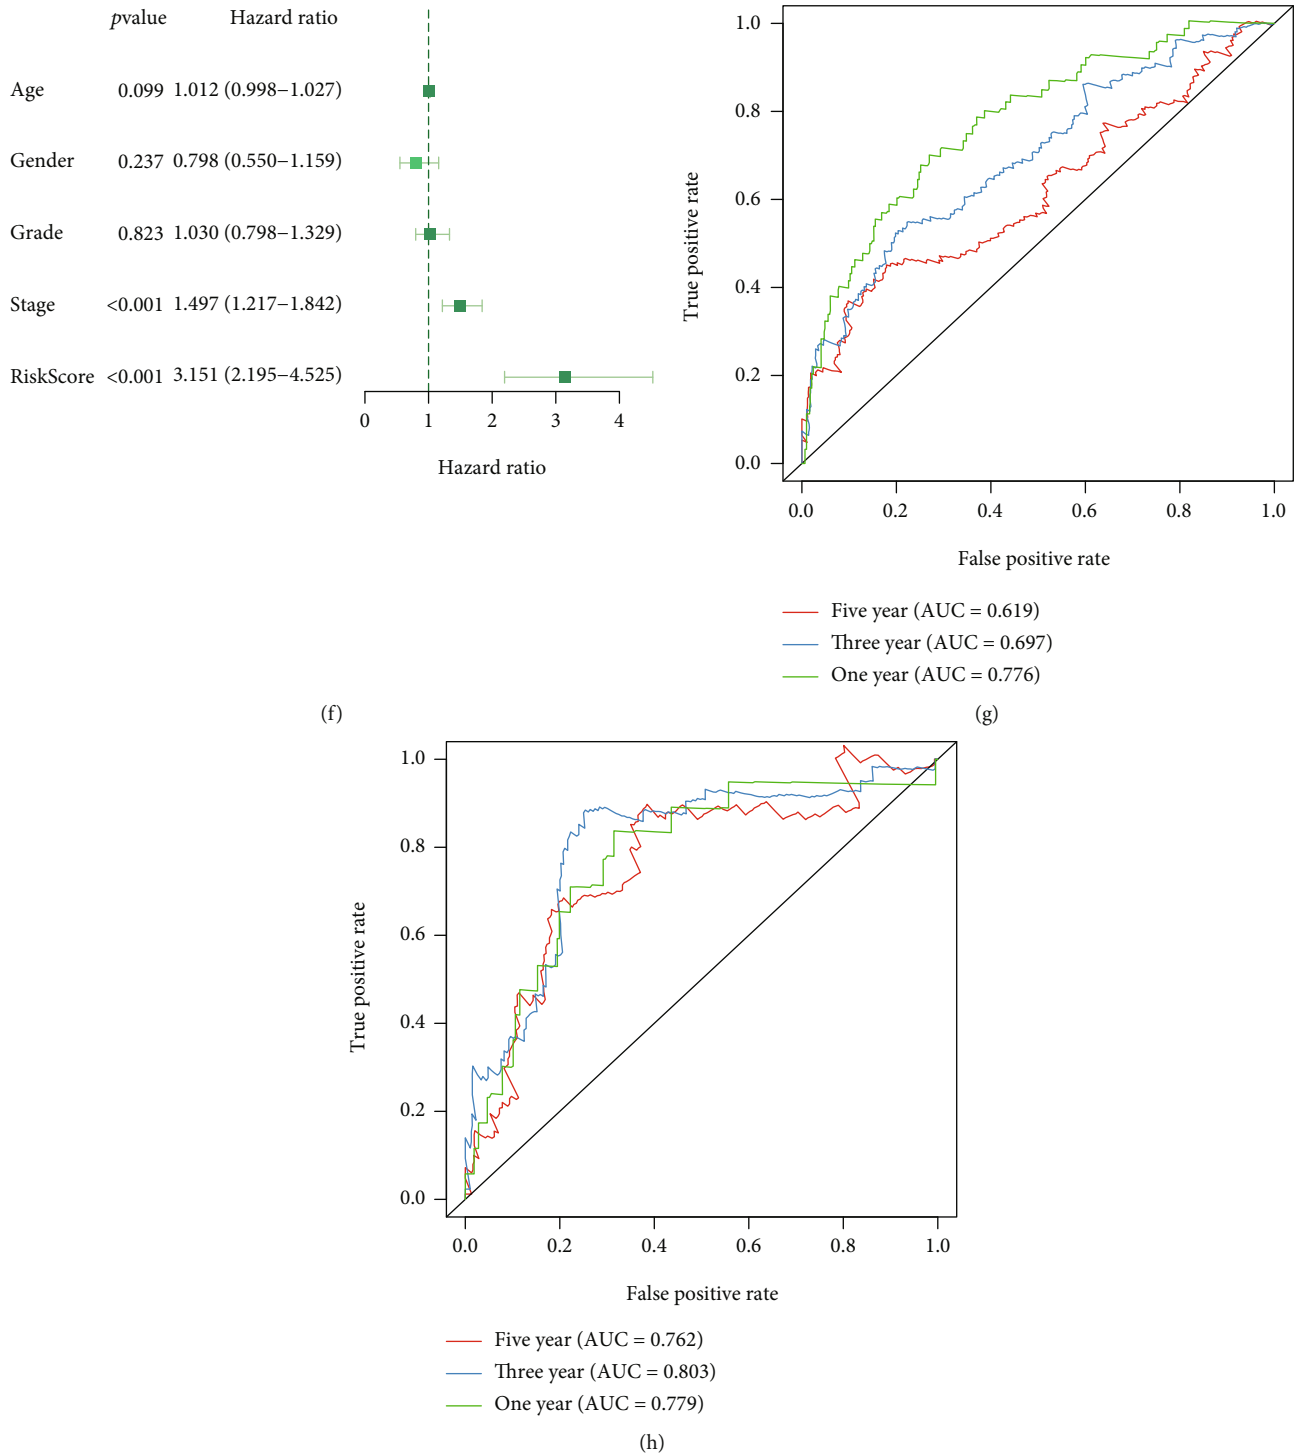 pvalue Hazard ratio
Age 0.099 1.012 (0.998−1.027)
Gender 0.237 0.798 (0.550−1.159)
Grade 0.823 1.030 (0.798−1.329)
Stage <0.001 1.497 (1.217−1.842)
RiskScore <0.001 3.151 (2.195−4.525)
0 1 2 3 4
Hazard ratio
(f)
1.0
0.8
0.6
0.4
0.2
0.0
True positive rate
0.0 0.2 0.4 0.6 0.8 1.0
False positive rate
Five year (AUC = 0.619)
Three year (AUC = 0.697)
One year (AUC = 0.776)
(g)
1.0
0.8
0.6
0.4
0.2
0.0
True positive rate
0.0 0.2 0.4 0.6 0.8 1.0
False positive rate
Five year (AUC = 0.762)
Three year (AUC = 0.803)
One year (AUC = 0.779)
(h)